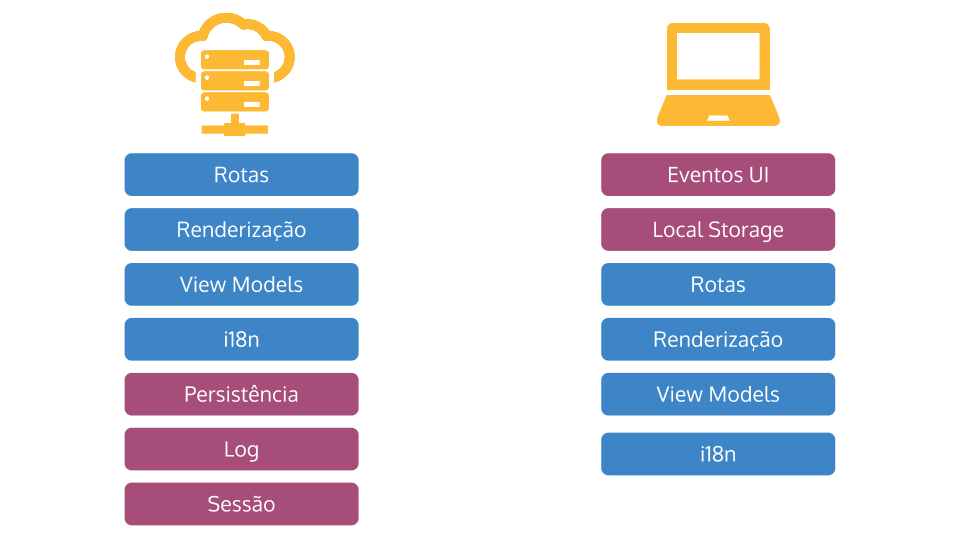 Rotas
Renderização
View Models
i18n
Persistência
Log
Sessão
Eventos UI
Local Storage
Rotas
Renderização
View Models
i18n